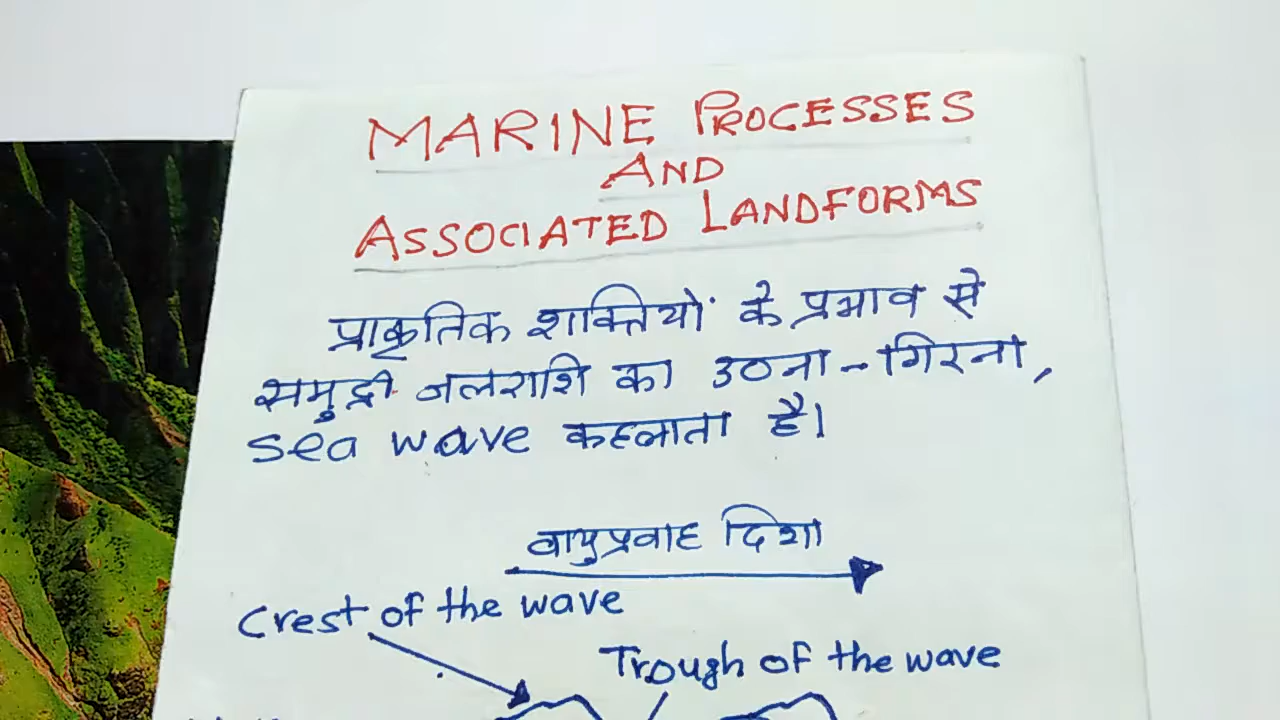 MARINE PROCESSES
AND
ASSOCIATED LANDFORMS
प्राकृतिक शक्तियों के प्रभाव से
समुद्री जलराशि का उठना-गिरना,
sea wave कहलाता है।
वायुप्रवाह दिशा
Crest of the wave
Trough of the wave